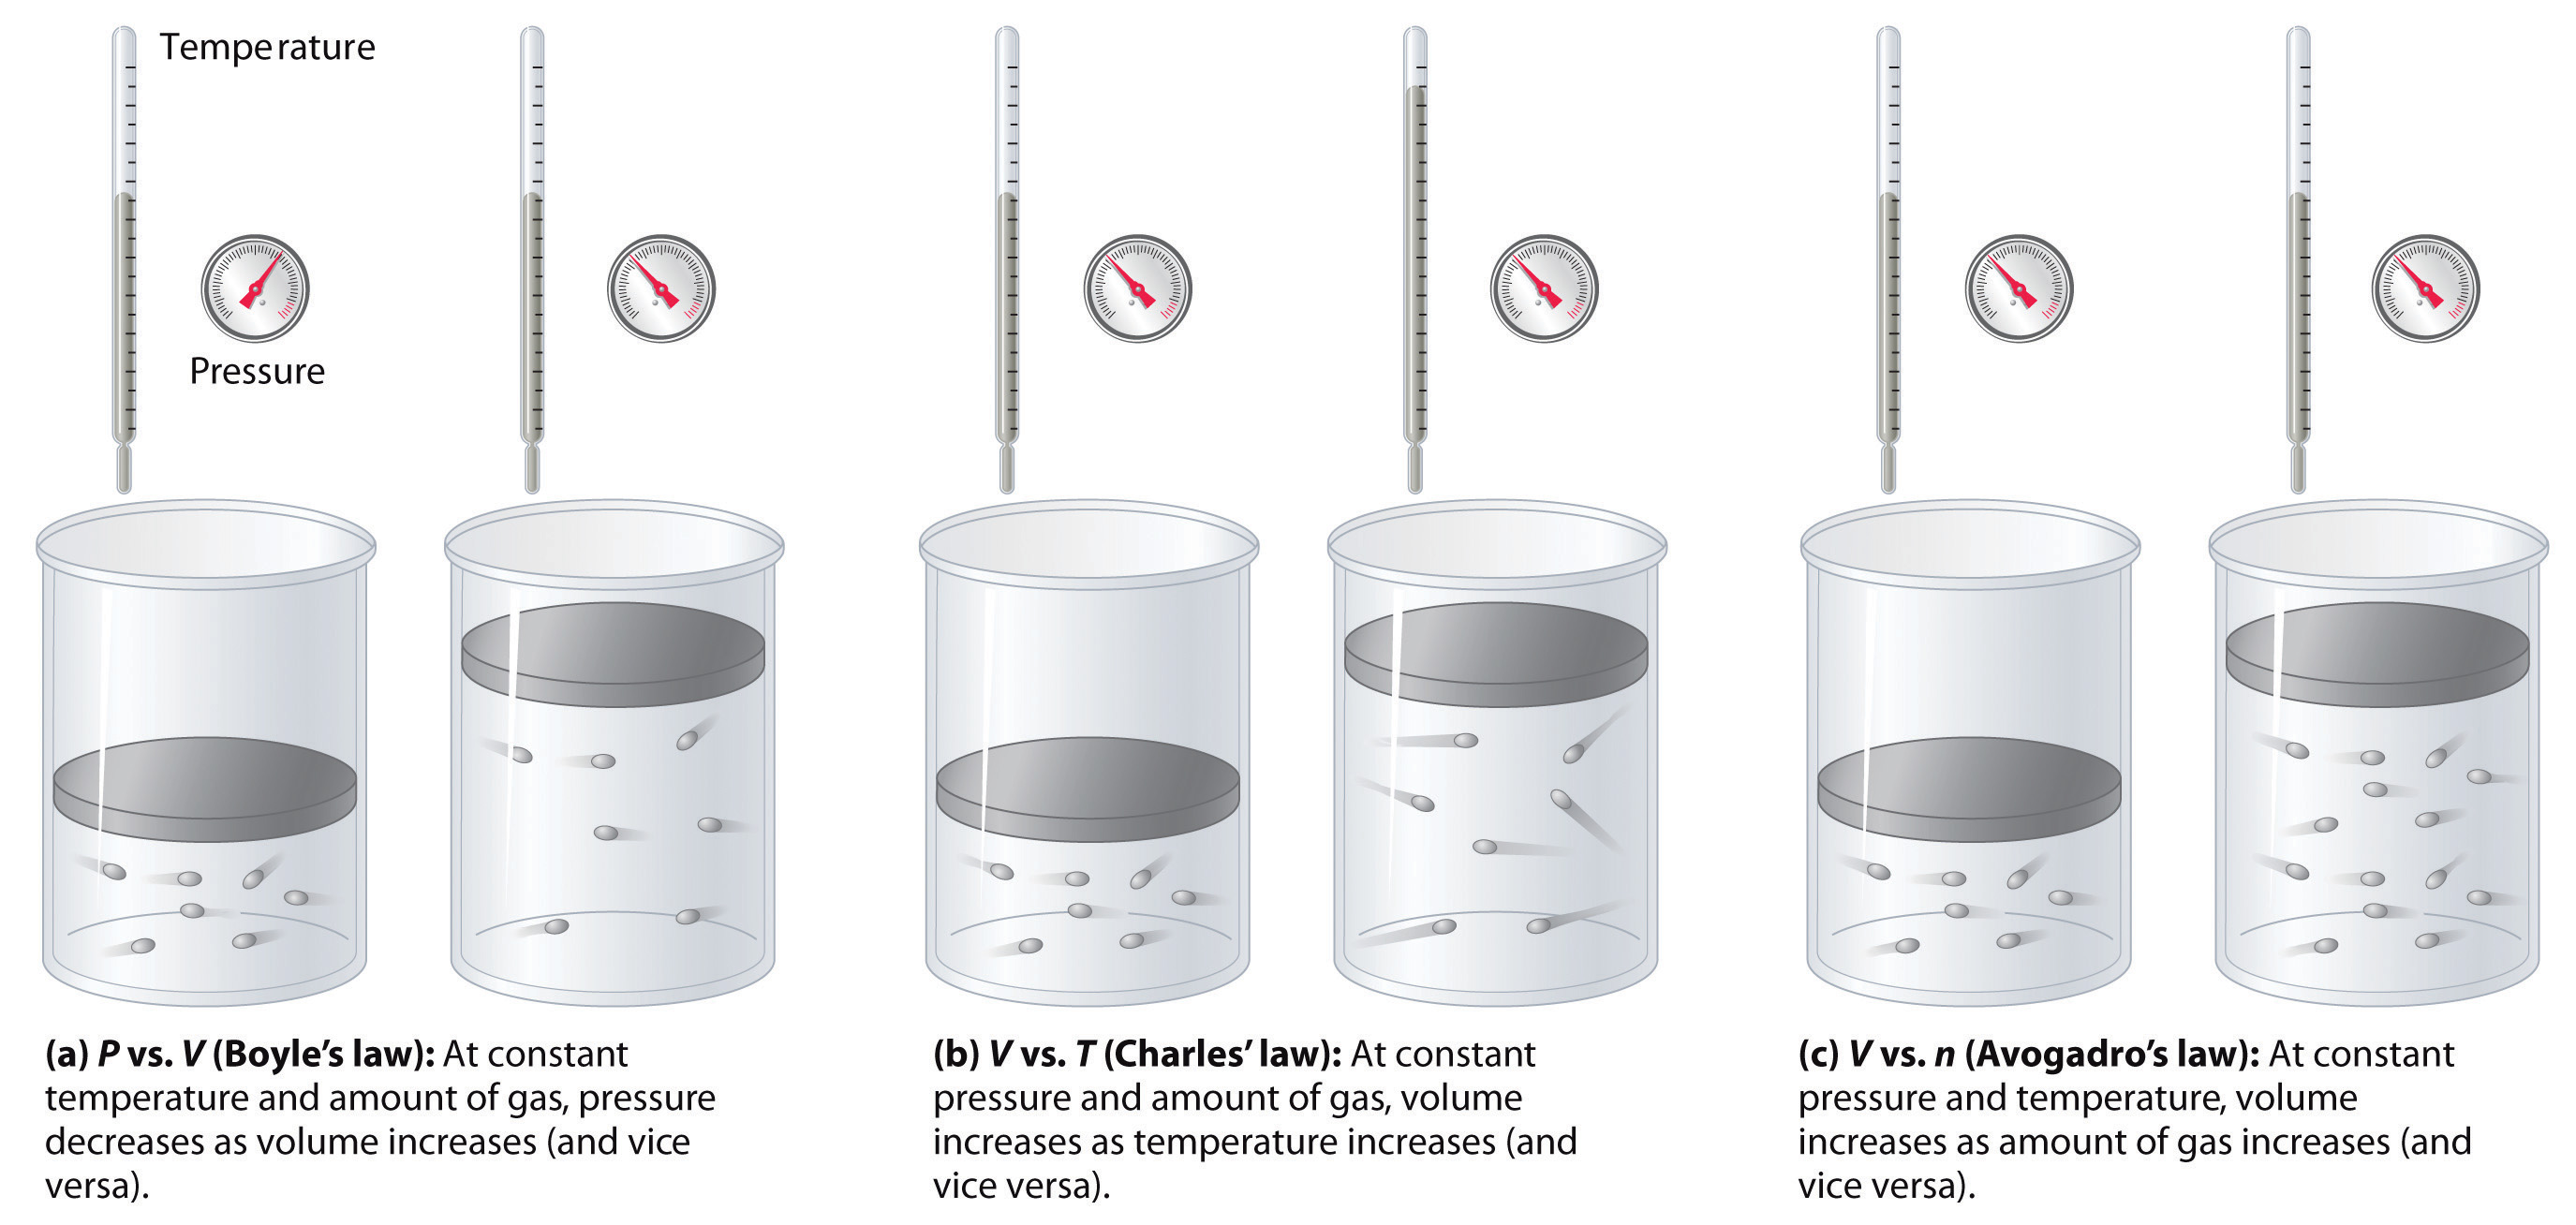 Temperature
Pressure
(a) P vs. V (Boyle’s law): At constant
temperature and amount of gas, pressure
decreases as volume increases (and vice
versa).
(b) V vs. T (Charles’ law): At constant
pressure and amount of gas, volume
increases as temperature increases (and
vice versa).
(c) V vs. n (Avogadro’s law): At constant
pressure and temperature, volume
increases as amount of gas increases (and
vice versa).